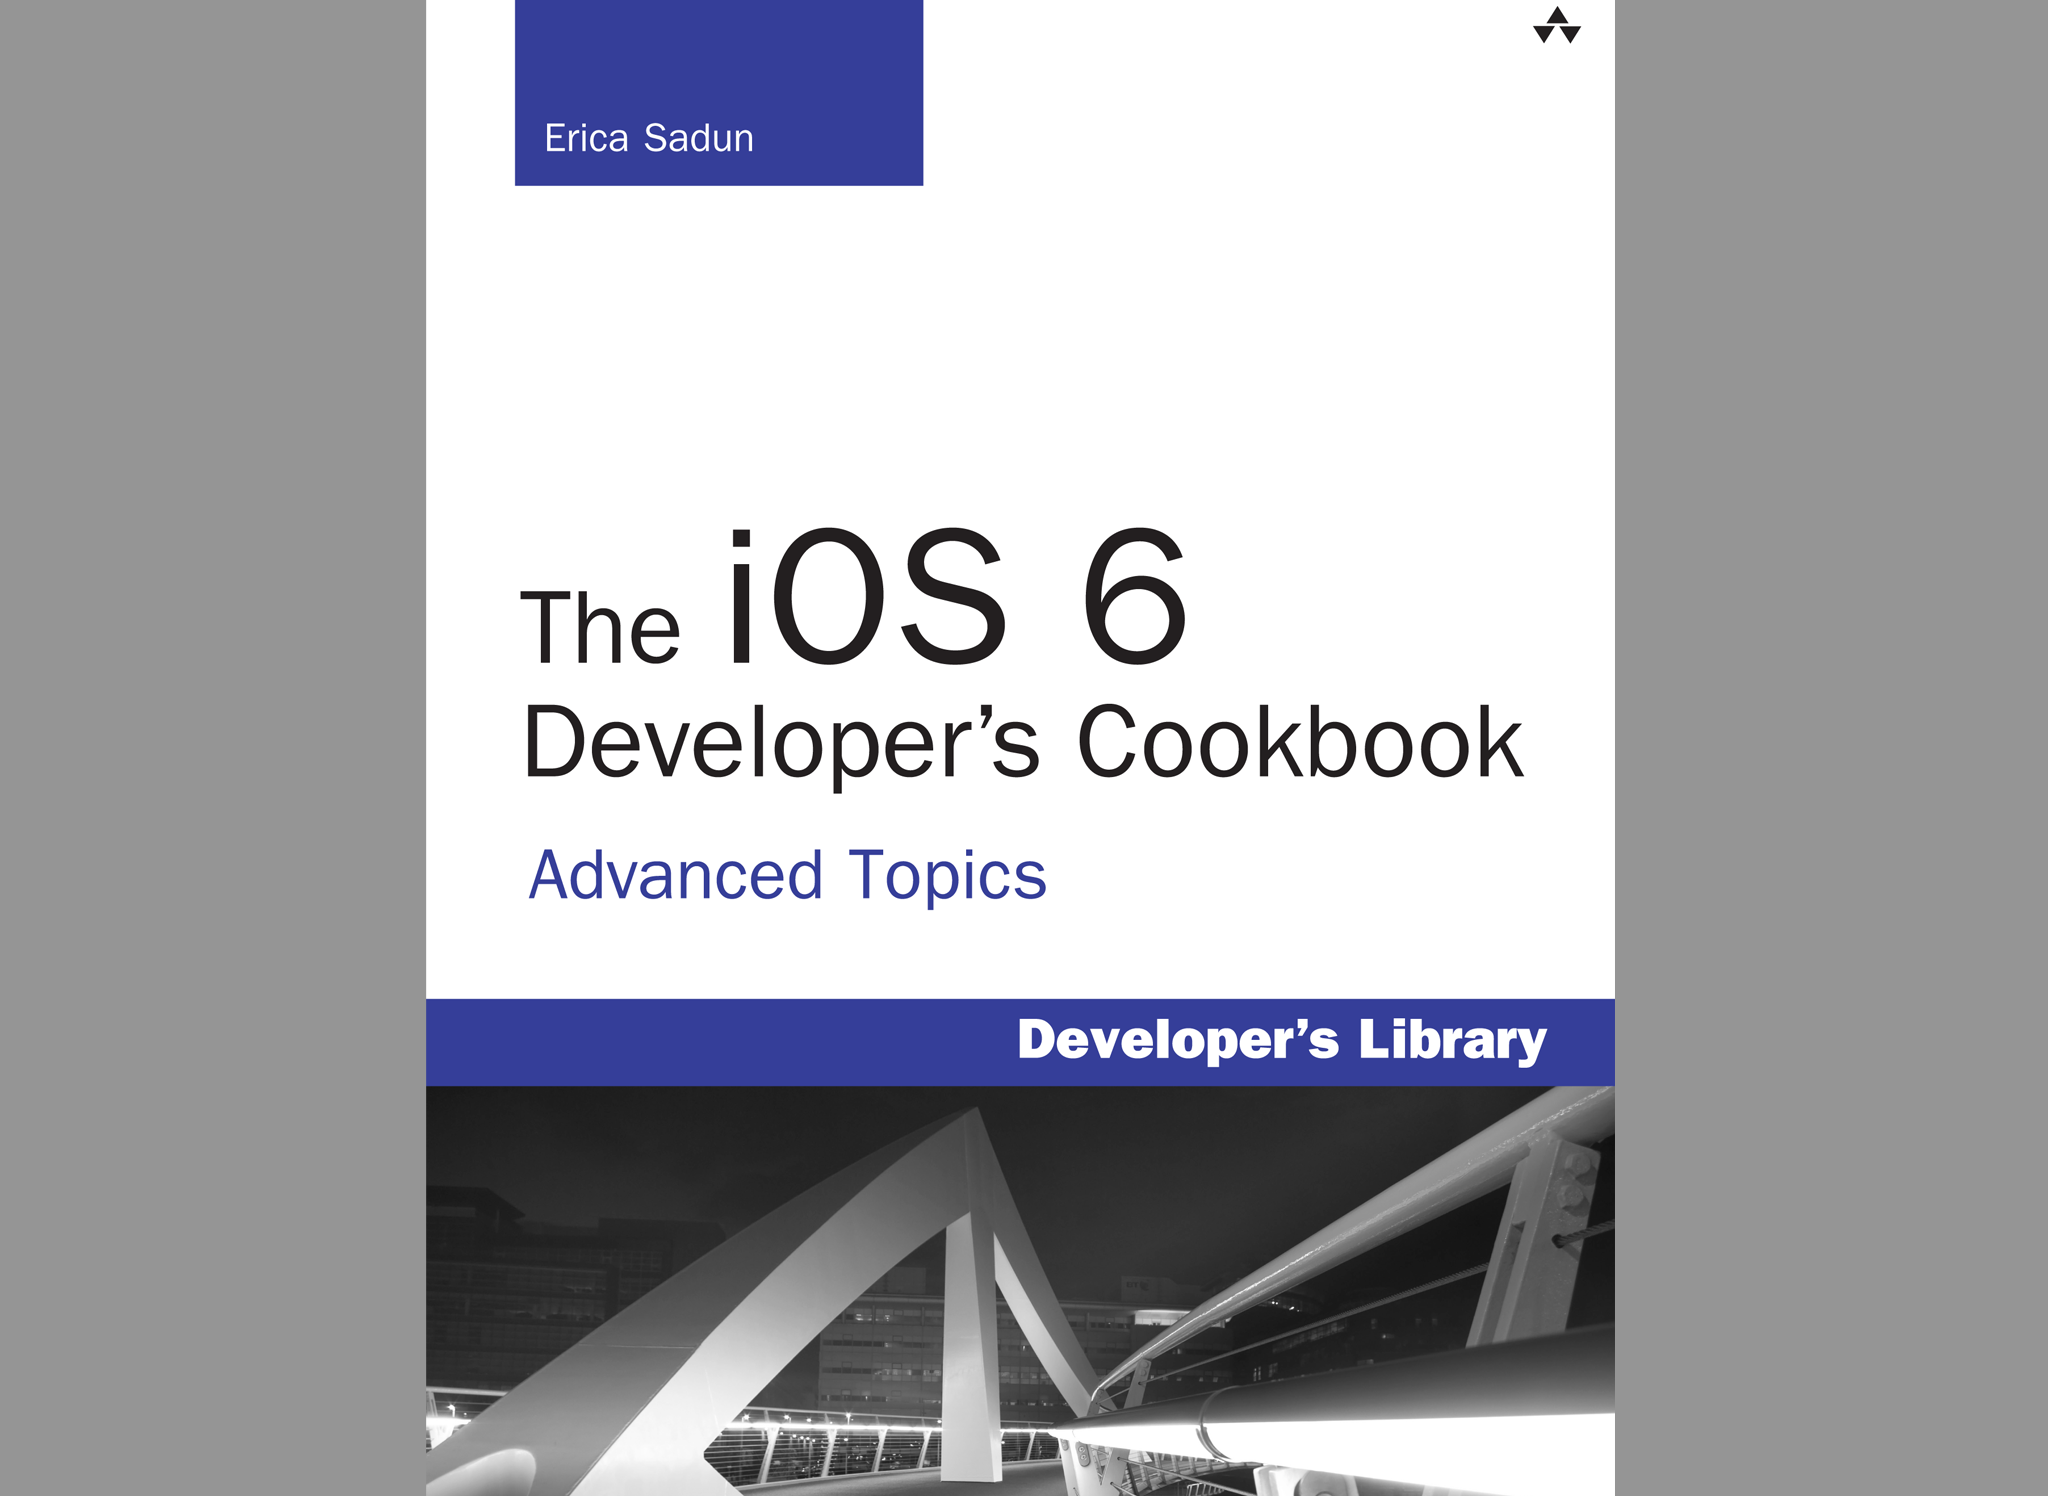 Erica Sadun
The iOS 6
Developer’s Cookbook
Advanced Topics
Developer’s Library